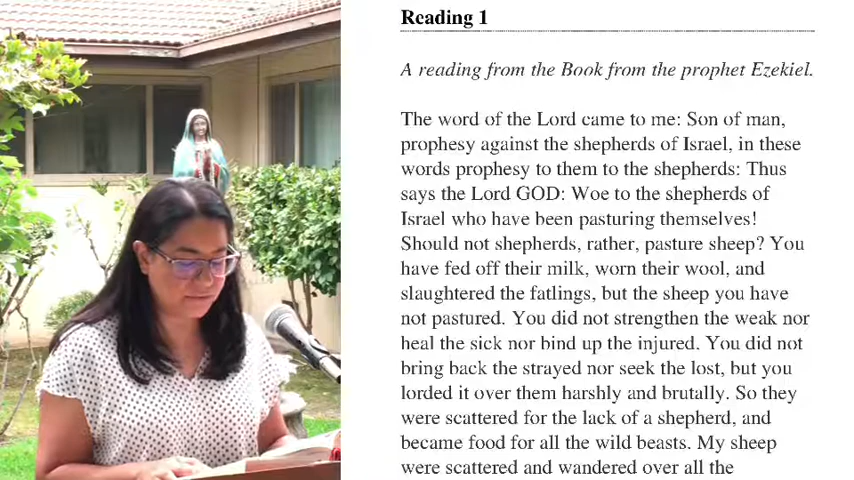 Reading 1
A reading from the Book from the prophet Ezekiel.
The word of the Lord came to me: Son of man,
prophesy against the shepherds of Israel, in these
words prophesy to them to the shepherds: Thus
says the Lord GOD: Woe to the shepherds of
Israel who have been pasturing themselves!
Should not shepherds, rather, pasture sheep? You
have fed off their milk, worn their wool, and
slaughtered the fatlings, but the sheep you have
not pastured. You did not strengthen the weak nor
heal the sick nor bind up the injured. You did not
bring back the strayed nor seek the lost, but you
lorded it over them harshly and brutally. So they
were scattered for the lack of a shepherd, and
became food for all the wild beasts. My sheep
were scattered and wandered over all the